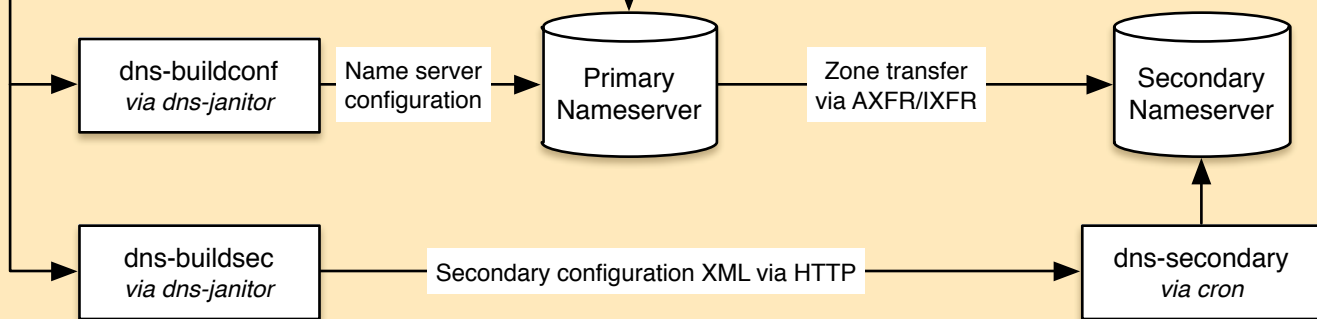 dns-buildconf
via dns-janitor
Name server
configuration
Primary
Nameserver
Zone transfer
via AXFR/IXFR
Secondary
Nameserver
dns-buildsec
via dns-janitor
Secondary configuration XML via HTTP
dns-secondary
via cron